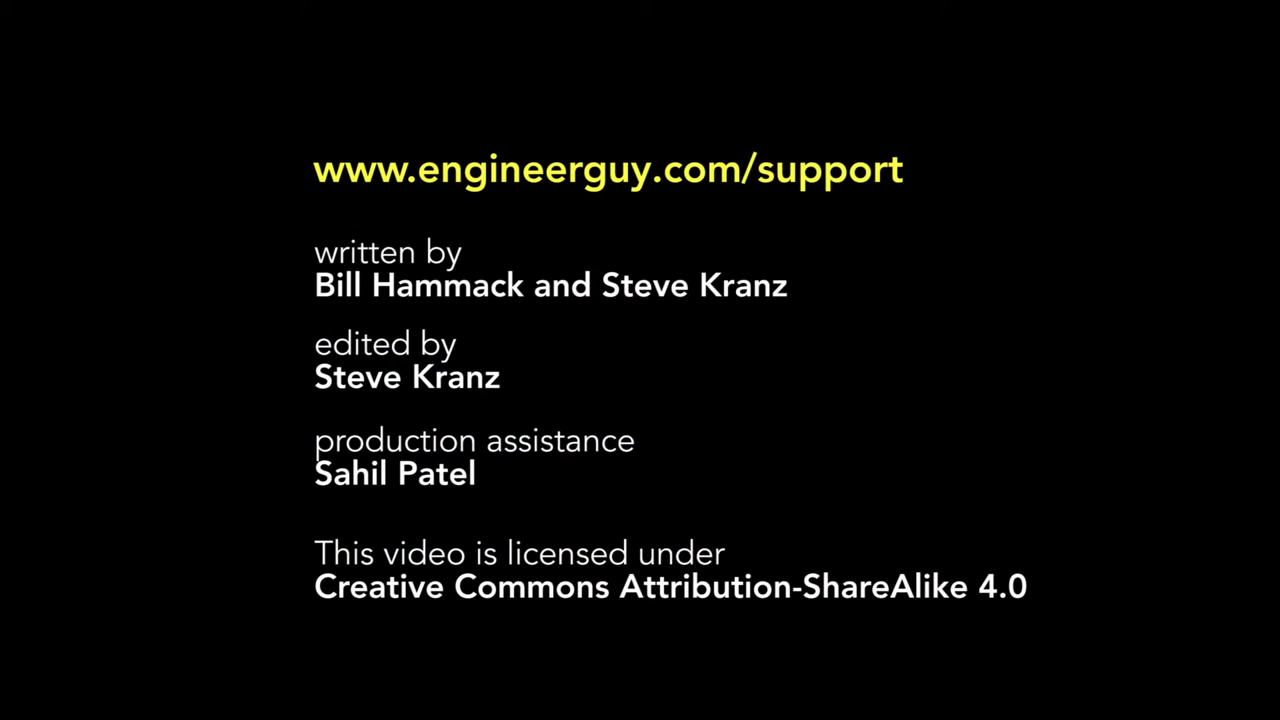 www.engineerguy.com/support
written by
Bill Hammack and Steve Kranz
edited by
Steve Kranz
production assistance
Sahil Patel
This video is licensed under
Creative Commons Attribution-ShareAlike 4.0